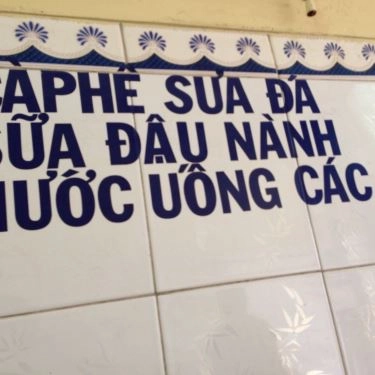 CÀPHÊ SỮA ĐÁ
SỮA ĐẬU NÀNH
NƯỚC UỐNG CÁC